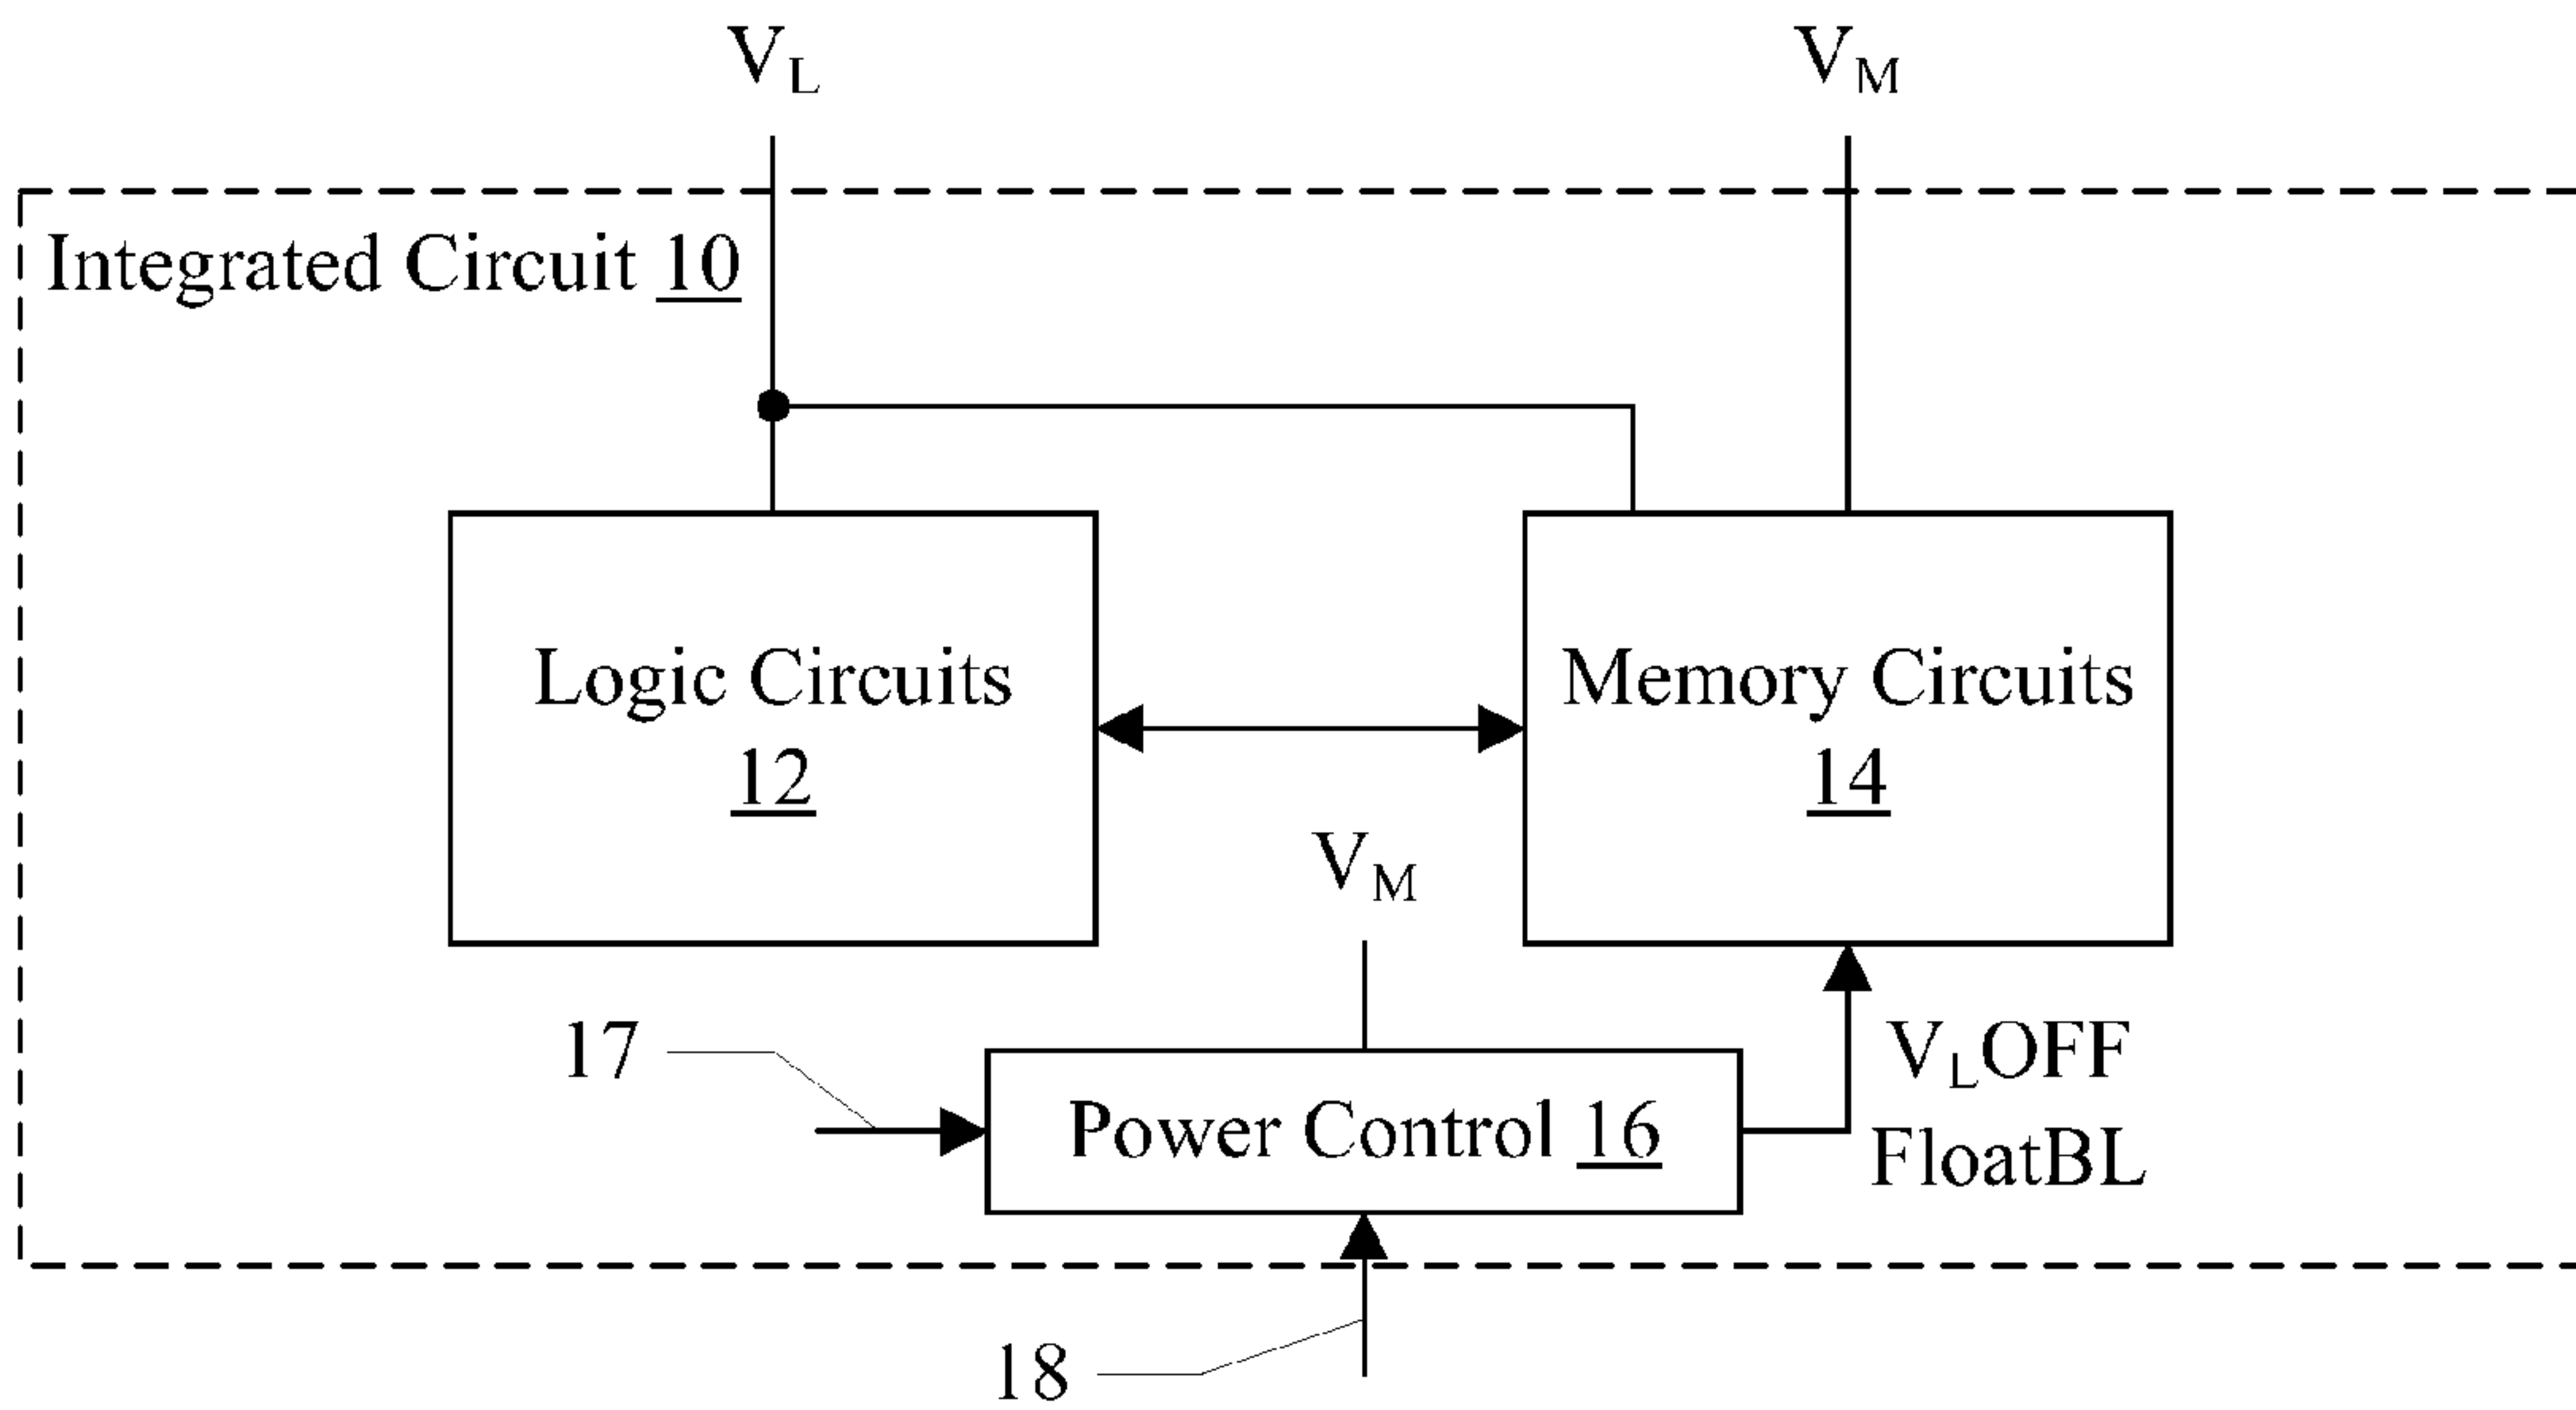 V_L
V_M
Integrated Circuit 10
Logic Circuits
12
Memory Circuits
14
V_M
17
V_LOFF
FloatBL
Power Control 16
18